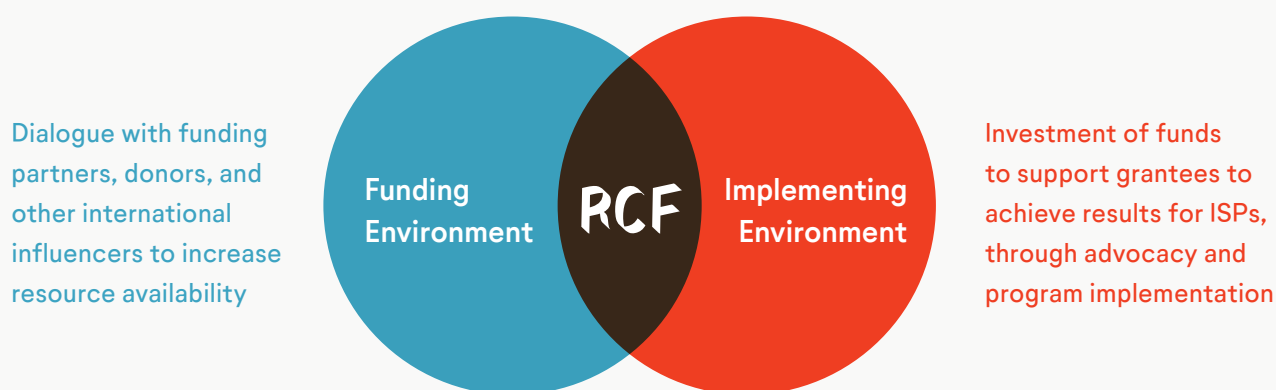 Dialogue with funding
partners, donors, and
other international
influencers to increase
resource availability
Funding
Environment
RCF
Implementing
Environment
Investment of funds
to support grantees to
achieve results for ISPs,
through advocacy and
program implementation